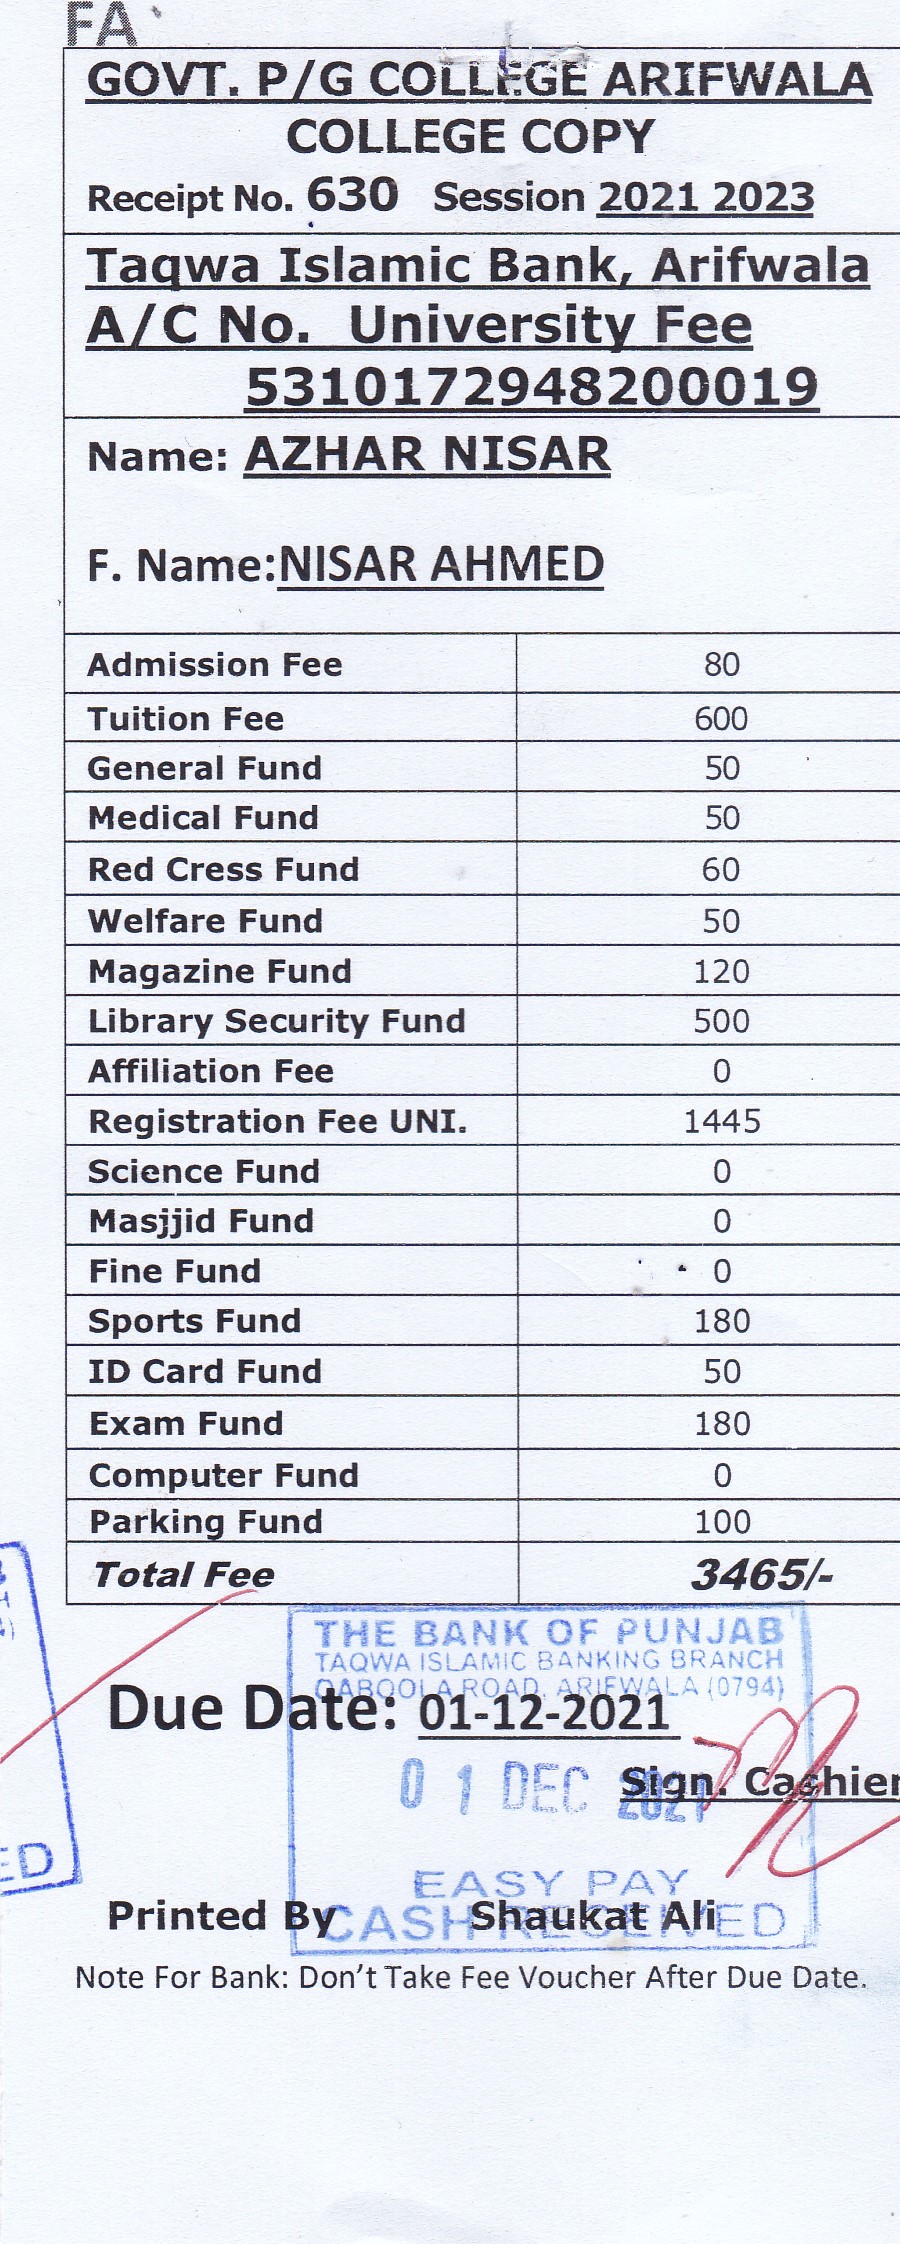 FA
GOVT. P/G COLLEGE ARIFWALA
COLLEGE COPY
Receipt No. 630 Session 2021 2023
Taqwa Islamic Bank, Arifwala
A/C No. University Fee
5310172948200019
Name: AZHAR NISAR
F. Name:NISAR AHMED
Admission Fee 80
Tuition Fee 600
General Fund 50
Medical Fund 50
Red Cress Fund 60
Welfare Fund 50
Magazine Fund 120
Library Security Fund 500
Affiliation Fee 0
Registration Fee UNI. 1445
Science Fund 0
Masjjid Fund 0
Fine Fund 0
Sports Fund 180
ID Card Fund 50
Exam Fund 180
Computer Fund 0
Parking Fund 100
Total Fee 3465/-
THE BANK OF PUNJAB
TAQWA ISLAMIC BANKING BRANCH
QABOOLA ROAD, ARIFWALA (0794)
Due Date: 01-12-2021
01 DEC 2021
Sign. Cashier
EASY PAY
CASH RECEIVED
ED
Printed By Shaukat Ali
Note For Bank: Don't Take Fee Voucher After Due Date.